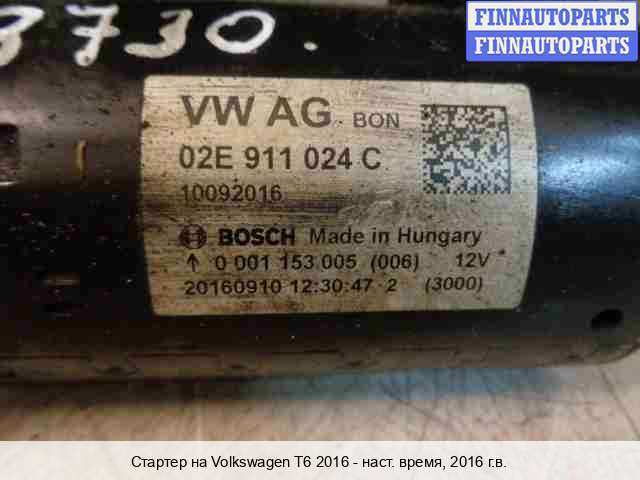 3730.
FINNAUTOPARTS
FINNAUTOPARTS
VW AG BON
02E 911 024 C
10092016
BOSCH Made in Hungary
↑ 0 001 153 005 (006) 12V *
20160910 12:30:47 2 (3000)
Стартер на Volkswagen T6 2016 - наст. время, 2016 г.в.